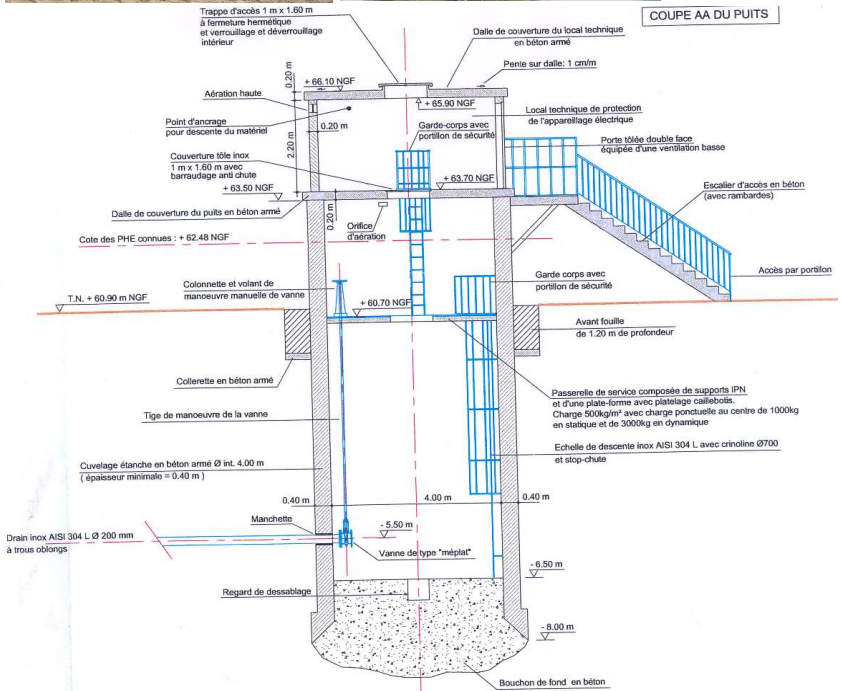 COUPE AA DU PUITS
Trappe d'accès 1 m x 1.60 m
à fermeture hermétique
et verrouillage et déverrouillage
intérieur
Dalle de couverture du local technique
en béton armé
Pente sur dalle: 1 cm/m
0.20 m
+ 66.10 NGF
+ 65.90 NGF
Aération haute
Point d'ancrage
pour descente du matériel
Local technique de protection
de l'appareillage électrique
0.20 m
Garde-corps avec
portillon de sécurité
2.20 m
Porte tôlée double face
équipée d'une ventilation basse
Couverture tôle inox
1 m x 1.60 m avec
barraudage anti chute
+ 63.50 NGF
+ 63.70 NGF
Escalier d'accès en béton
(avec rambardes)
Dalle de couverture du puits en béton armé
0.20 m
Orifice
d'aération
Cote des PHE connues : + 62.48 NGF
Colonnette et volant de
manoeuvre manuelle de vanne
Garde corps avec
portillon de sécurité
Accès par portillon
T.N. + 60.90 m NGF
+ 60.70 NGF
Avant fouille
de 1.20 m de profondeur
Collerette en béton armé
Passerelle de service composée de supports IPN
et d'une plate-forme avec platelage caillebotis.
Charge 500kg/m² avec charge ponctuelle au centre de 1000kg
en statique et de 3000kg en dynamique
Tige de manoeuvre de la vanne
Echelle de descente inox AISI 304 L avec crinoline Ø700
et stop-chute
Cuvelage étanche en béton armé Ø int. 4.00 m
( épaisseur minimale = 0.40 m )
0.40 m
4.00 m
0.40 m
Manchette
- 5.50 m
Drain inox AISI 304 L Ø 200 mm
à trous oblongs
Vanne de type "méplat"
- 6.50 m
Regard de dessablage
- 8.00 m
Bouchon de fond en béton